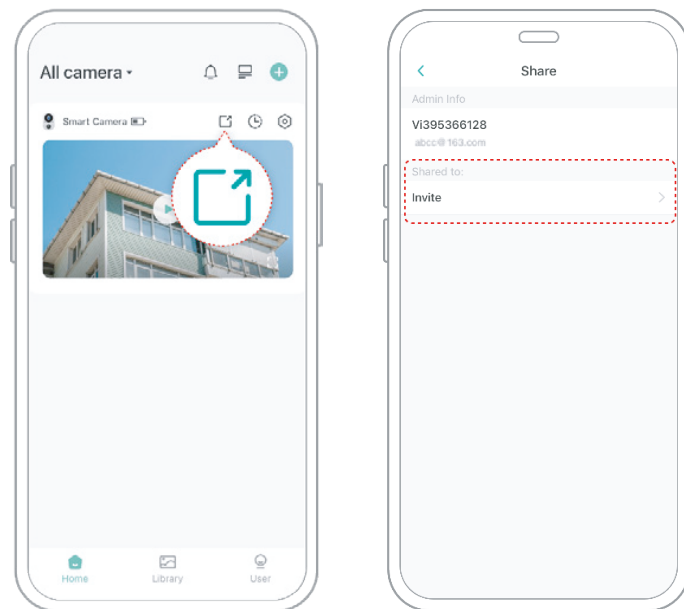 All camera
Smart Camera
Home
Library
User
Share
Admin Info
Vi395366128
abcc@163.com
Shared to:
Invite